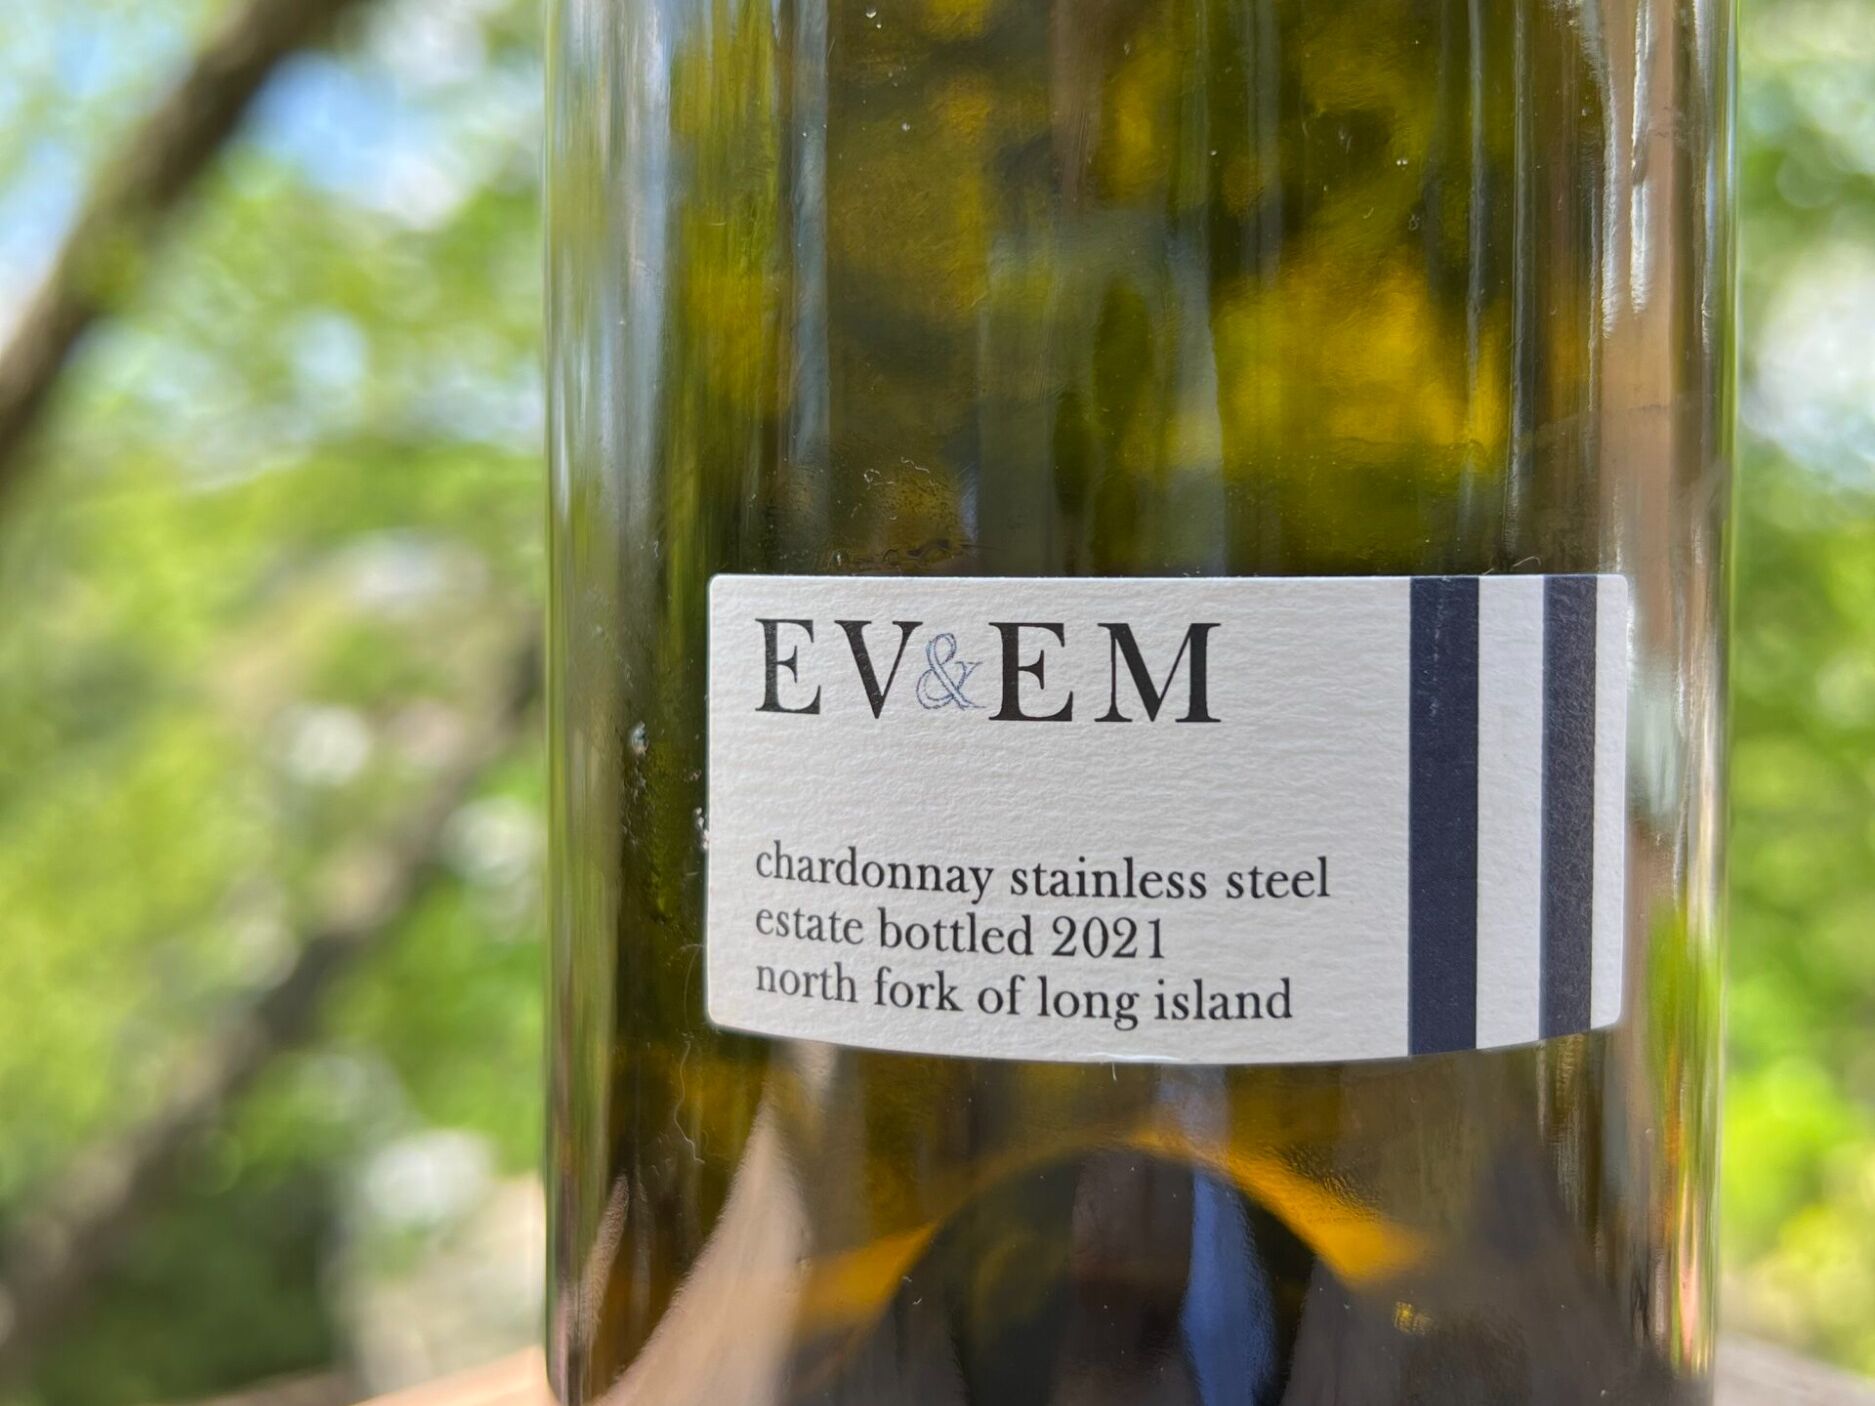 EV&EM
chardonnay stainless steel
estate bottled 2021
north fork of long island